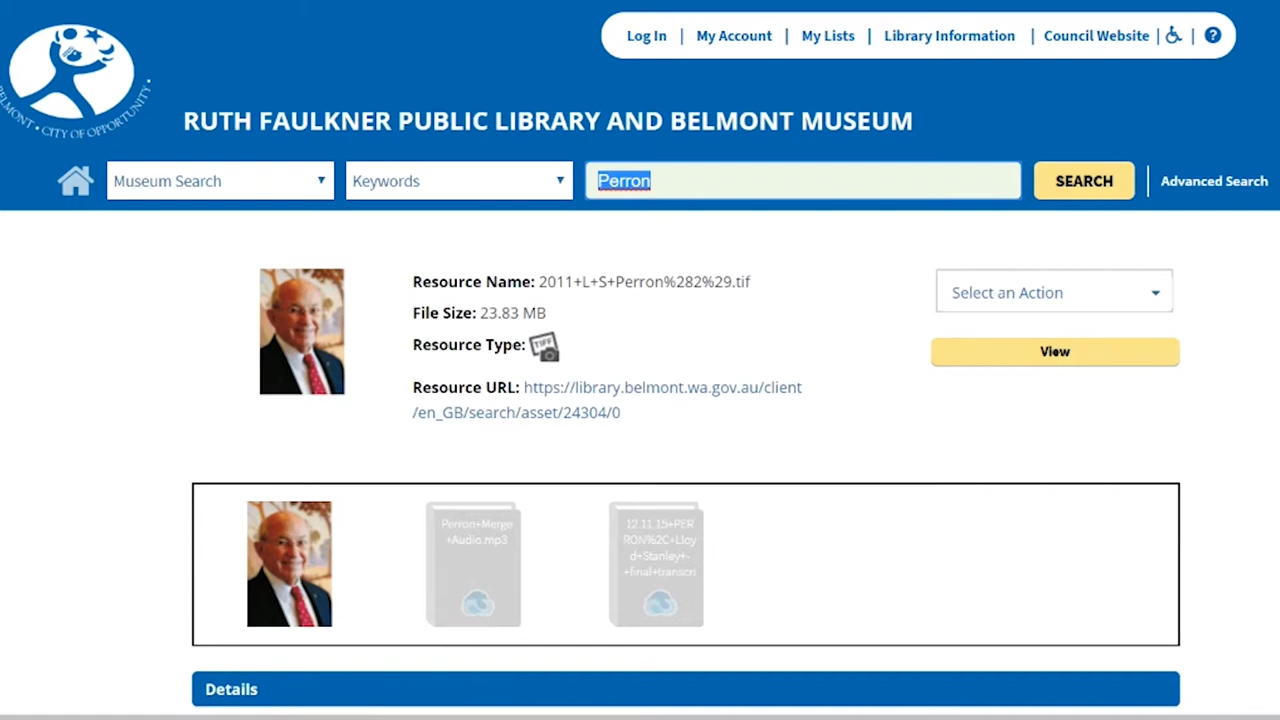 Log In | My Account | My Lists | Library Information | Council Website | | ?
BELMONT • CITY OF OPPORTUNITY •
RUTH FAULKNER PUBLIC LIBRARY AND BELMONT MUSEUM
Museum Search Keywords Perron SEARCH Advanced Search
Resource Name: 2011+L+S+Perron%282%29.tif
Select an Action
File Size: 23.83 MB
Resource Type: TIFF
View
Resource URL: https://library.belmont.wa.gov.au/client
/en_GB/search/asset/24304/0
Perron+Merge
+Audio.mp3
12.11.15+PER
RON%2C+Lloy
d+Stanley+-
+final+transcri
Details